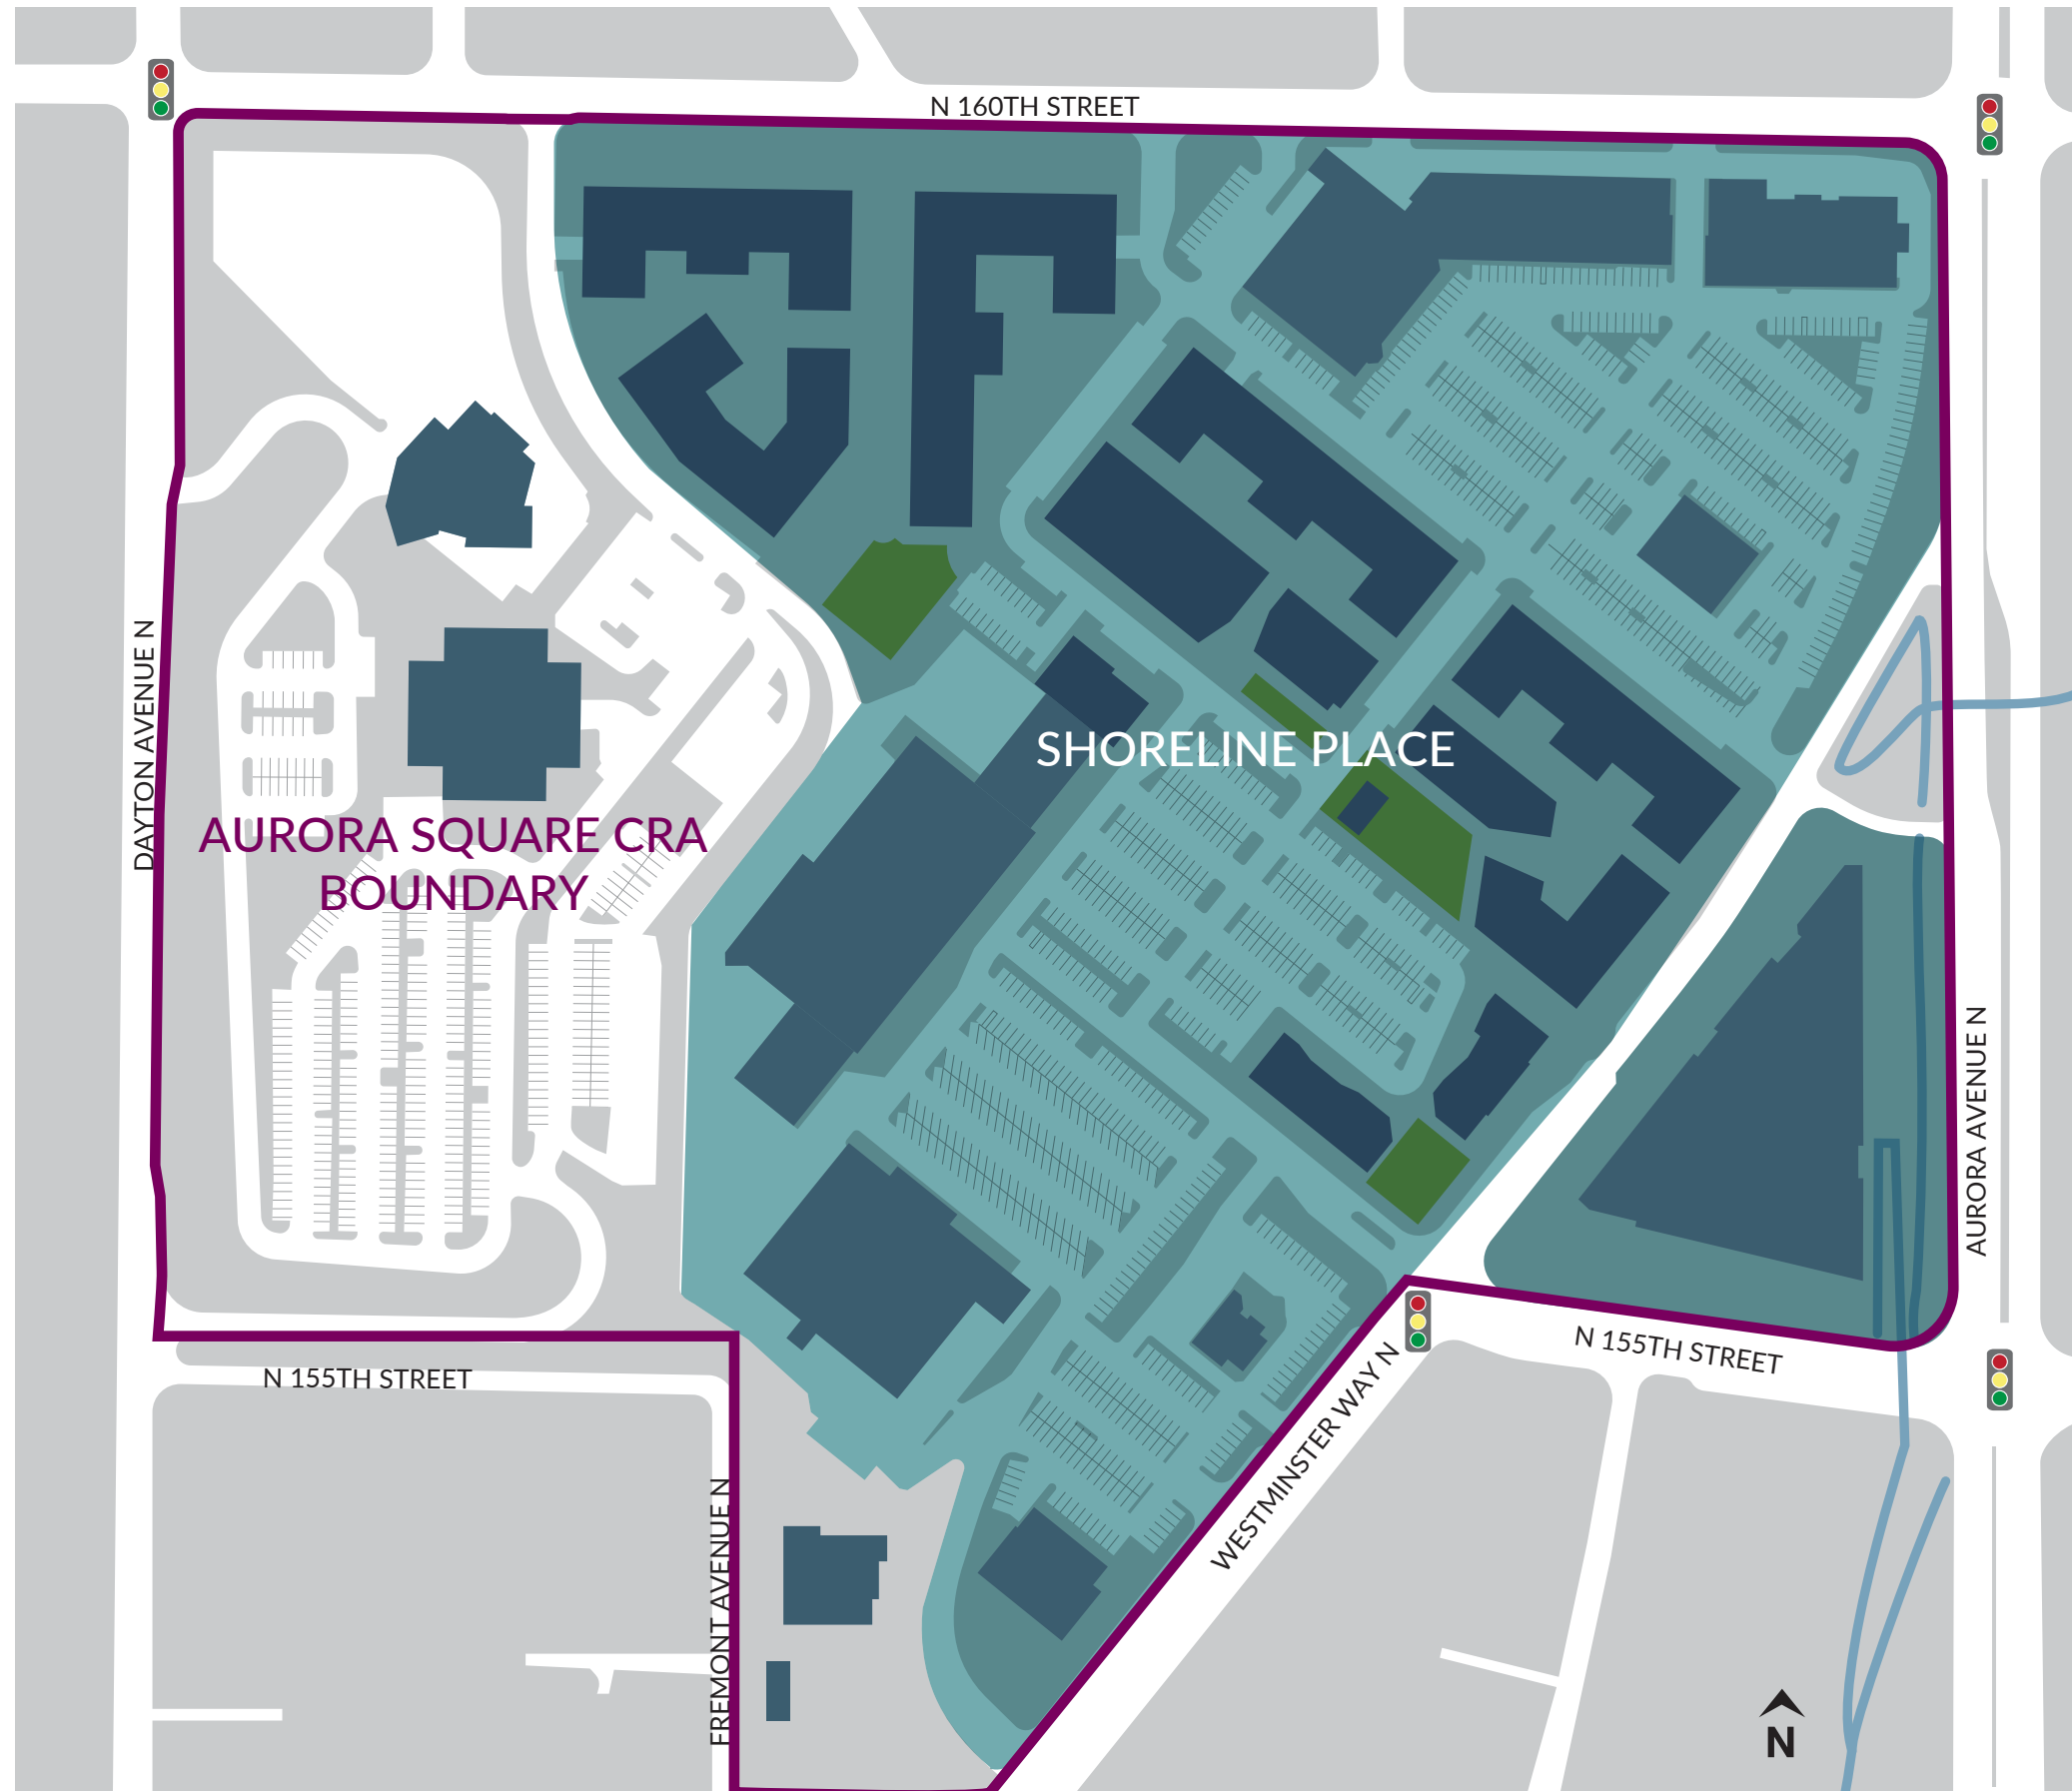 N 160TH STREET
DAYTON AVENUE N
SHORELINE PLACE
AURORA SQUARE CRA
BOUNDARY
AURORA AVENUE N
N 155TH STREET
N 155TH STREET
WESTMINSTER WAY N
FREMONT AVENUE N
N